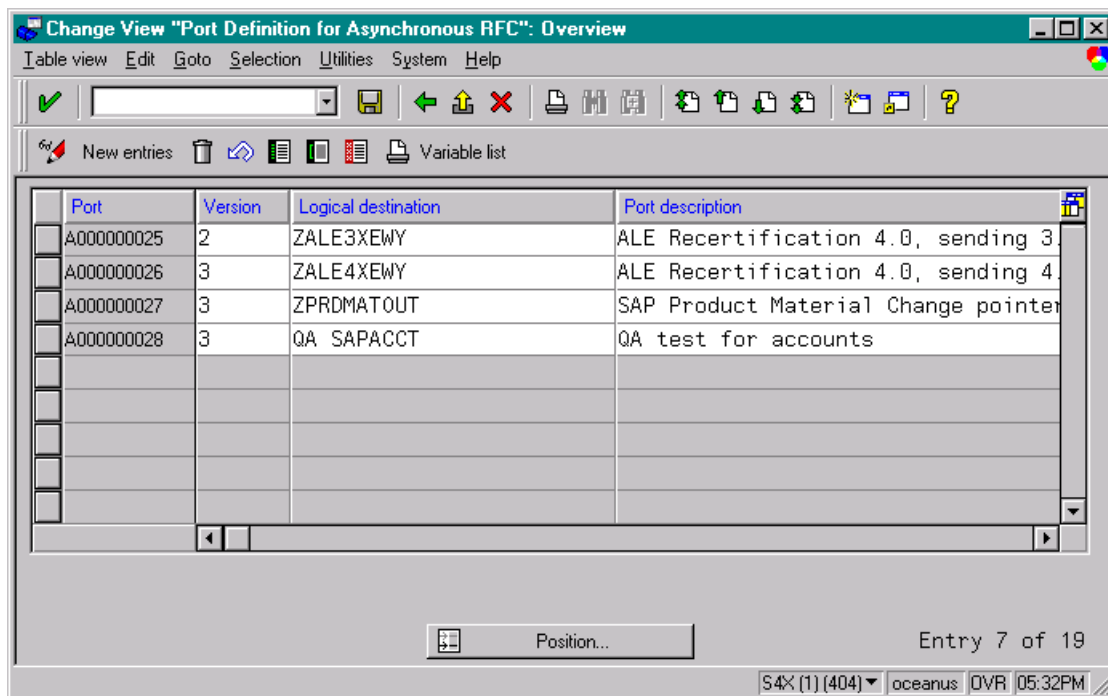 Change View "Port Definition for Asynchronous RFC": Overview
Table view Edit Goto Selection Utilities System Help
New entries Variable list
Port Version Logical destination Port description
A000000025 2 ZALE3XEWY ALE Recertification 4.0, sending 3.
A000000026 3 ZALE4XEWY ALE Recertification 4.0, sending 4.
A000000027 3 ZPRDMATOUT SAP Product Material Change pointer
A000000028 3 QA SAPACCT QA test for accounts
Position... Entry 7 of 19
S4X (1) (404) oceanus OVR 05:32PM